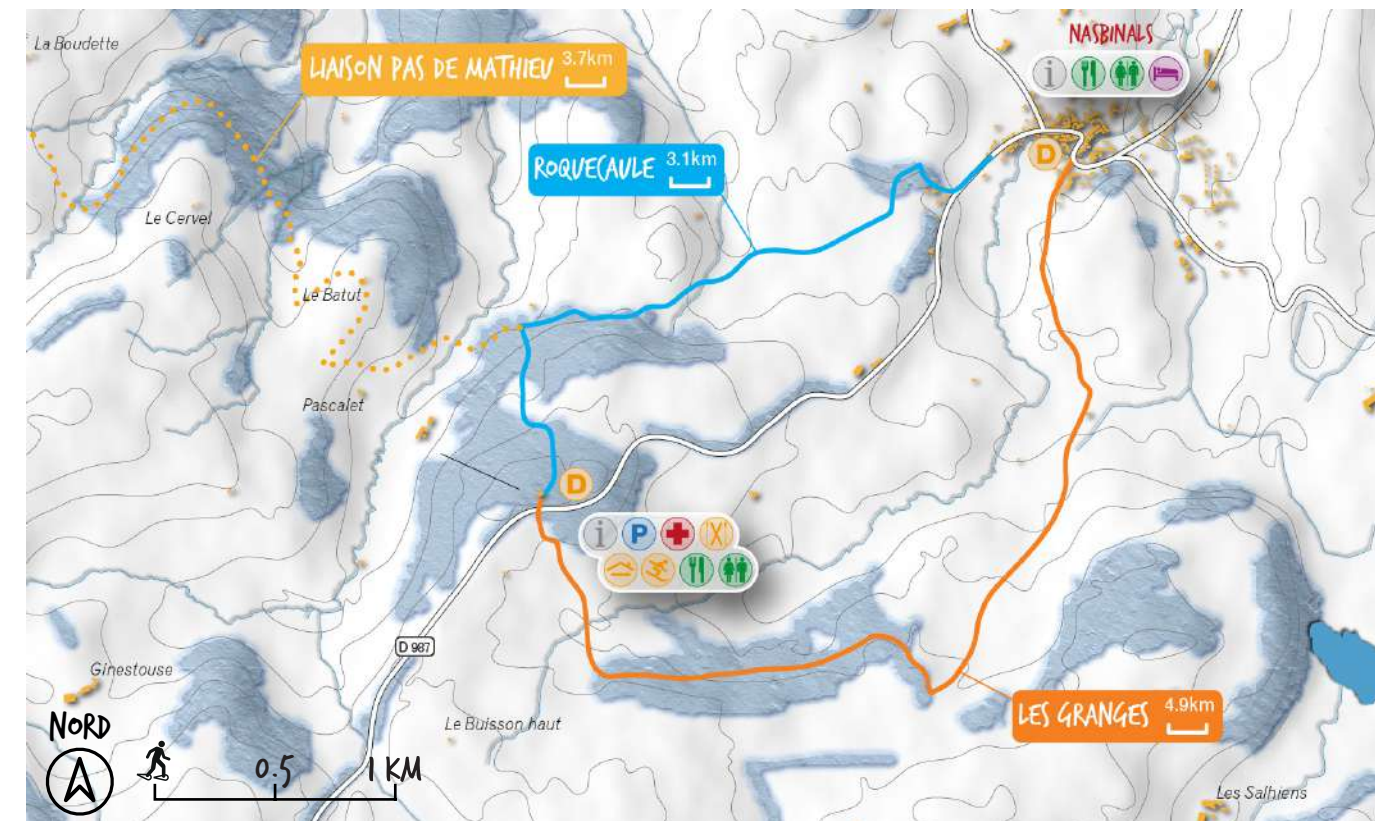 La Boudette
LIAISON PAS DE MATHIEU 3.7km
NASBINALS
i
D
ROQUECAULE 3.1km
Le Cervel
Le Batut
Pascalet
D
i P
D 987
Ginestouse
Le Buisson haut
LES GRANGES 4.9km
NORD
0.5 1 KM
Les Salhiens